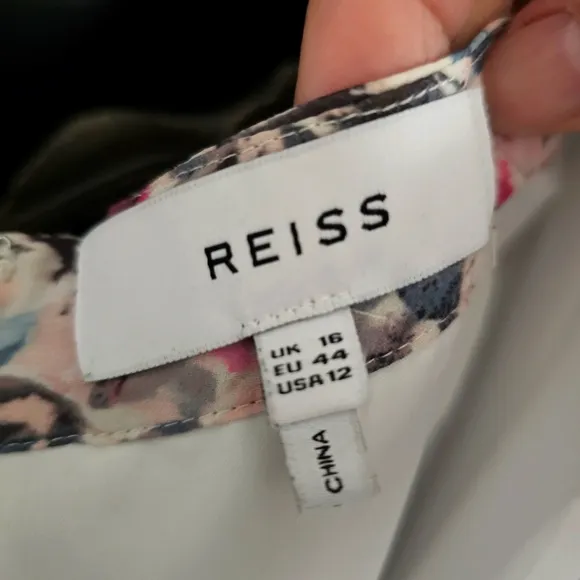 REISS
UK 16
EU 44
USA 12
CHINA